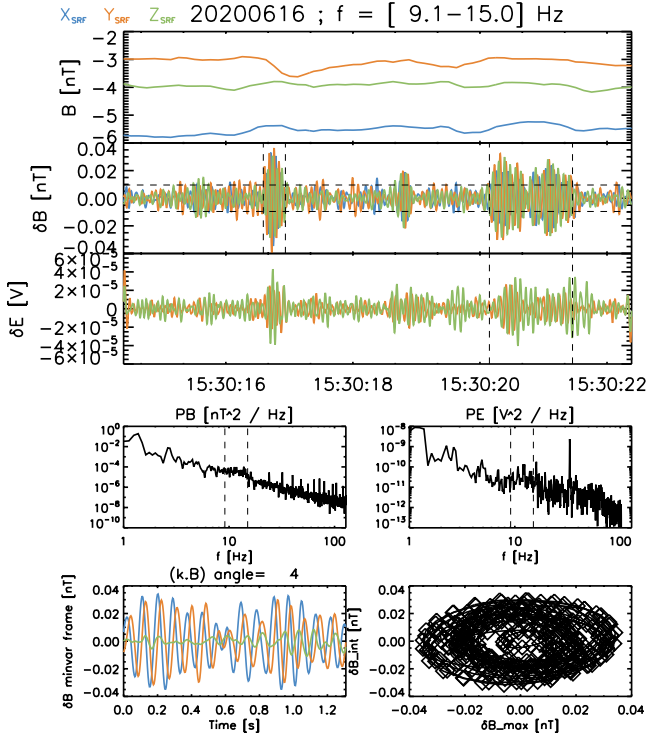 X_SRF Y_SRF Z_SRF 20200616 ; f = [ 9.1−15.0] Hz
−2
−3
−4
−5
−6
B [nT]
0.04
0.02
0.00
−0.02
−0.04
δB [nT]
6×10^-5
4×10^-5
2×10^-5
0
−2×10^-5
−4×10^-5
−6×10^-5
δE [V]
15:30:16 15:30:18 15:30:20 15:30:22
PB [nT^2 / Hz]
10^0
10^-2
10^-4
10^-6
10^-8
10^-10
1 10 100
f [Hz]
PE [V^2 / Hz]
10^-8
10^-9
10^-10
10^-11
10^-12
10^-13
1 10 100
f [Hz]
(k.B) angle= 4
0.04
0.02
0.00
−0.02
−0.04
δB minvar frame [nT]
0.0 0.2 0.4 0.6 0.8 1.0 1.2
Time [s]
0.04
0.02
0.00
−0.02
−0.04
δB_int [nT]
−0.04 −0.02 0.00 0.02 0.04
δB_max [nT]